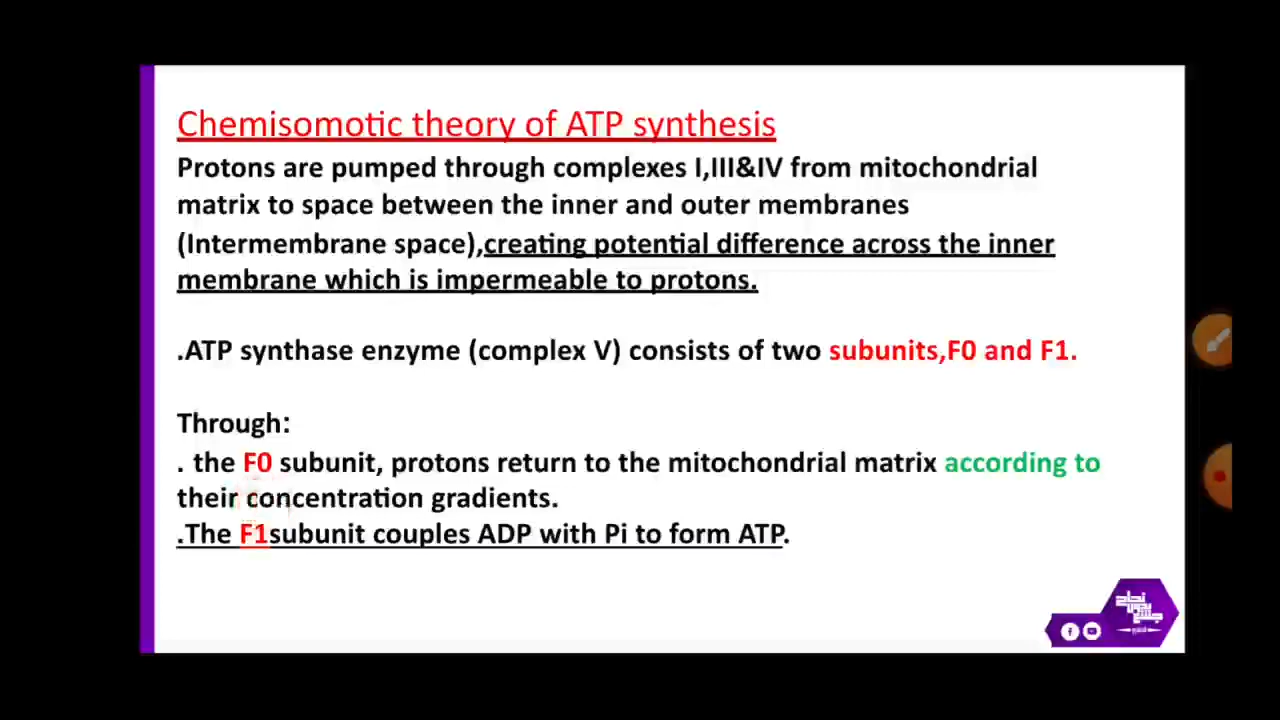 Chemisomotic theory of ATP synthesis
Protons are pumped through complexes I,III&IV from mitochondrial
matrix to space between the inner and outer membranes
(Intermembrane space),creating potential difference across the inner
membrane which is impermeable to protons.
.ATP synthase enzyme (complex V) consists of two subunits,F0 and F1.
Through:
. the F0 subunit, protons return to the mitochondrial matrix according to
their concentration gradients.
.The F1subunit couples ADP with Pi to form ATP.